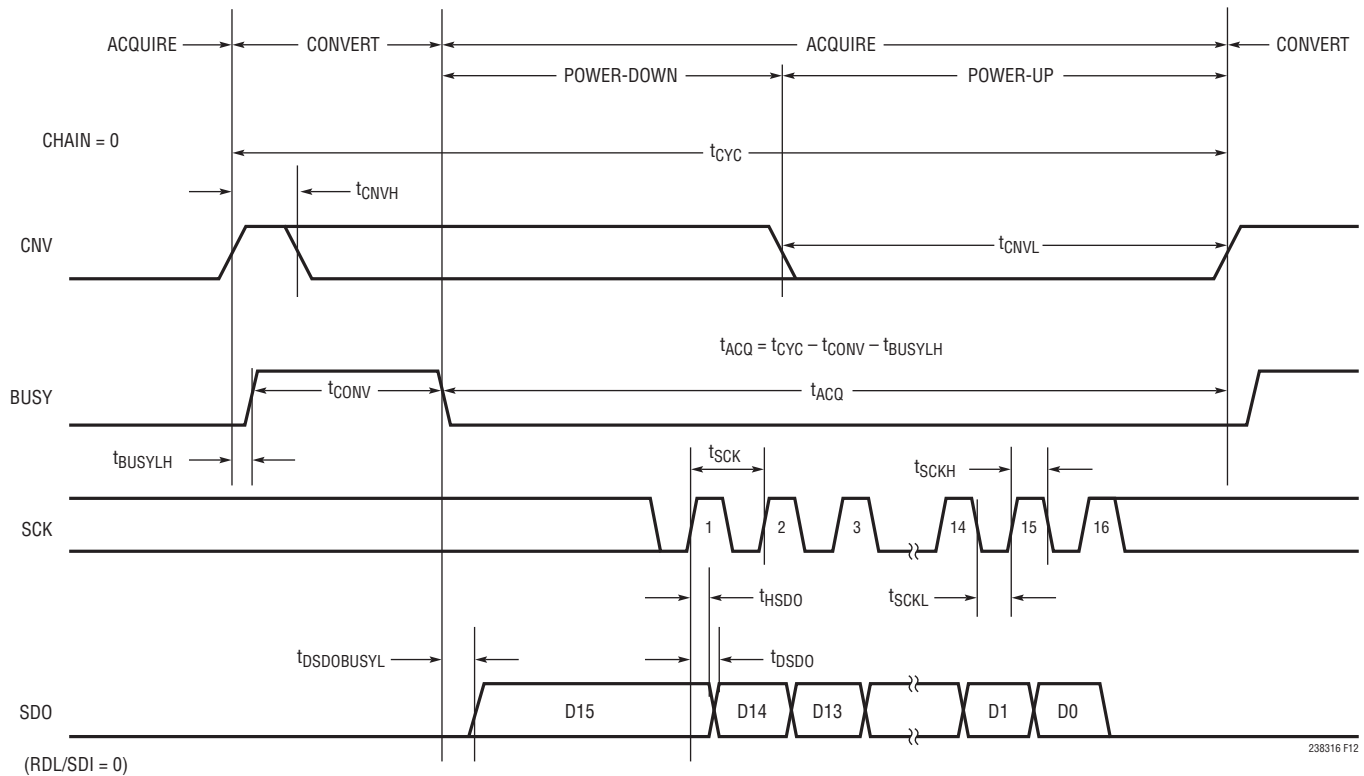 ACQUIRE CONVERT ACQUIRE CONVERT
POWER-DOWN POWER-UP
CHAIN = 0
tCYC
tCNVH
CNV
tCNVL
tACQ = tCYC – tCONV – tBUSYLH
BUSY
tCONV
tACQ
tBUSYLH
tSCK
tSCKH
SCK
1 2 3 14 15 16
tHSDO
tSCKL
tDSDOBUSYL
tDSDO
SDO
D15 D14 D13 D1 D0
238316 F12
(RDL/SDI = 0)